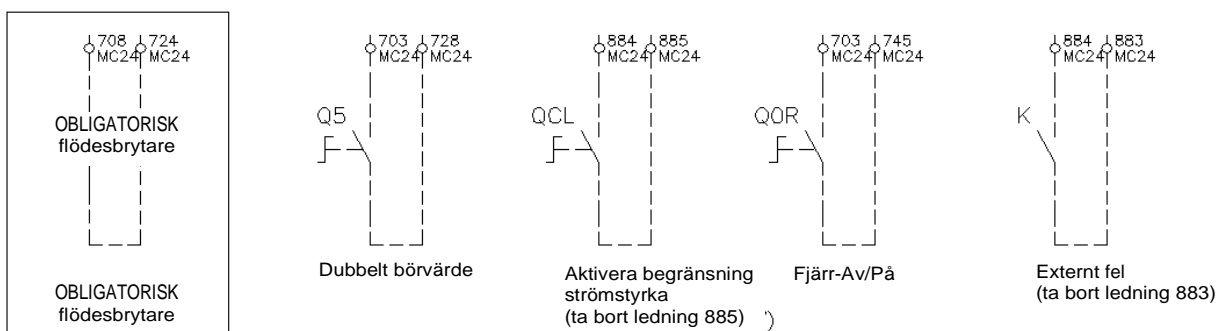 708 724
MC24 MC24
OBLIGATORISK
flödesbrytare
OBLIGATORISK
flödesbrytare
703 728
MC24 MC24
Q5
Dubbelt börvärde
884 885
MC24 MC24
QCL
Aktivera begränsning
strömstyrka
(ta bort ledning 885) ')
703 745
MC24 MC24
QOR
Fjärr-Av/På
884 883
MC24 MC24
K
Externt fel
(ta bort ledning 883)